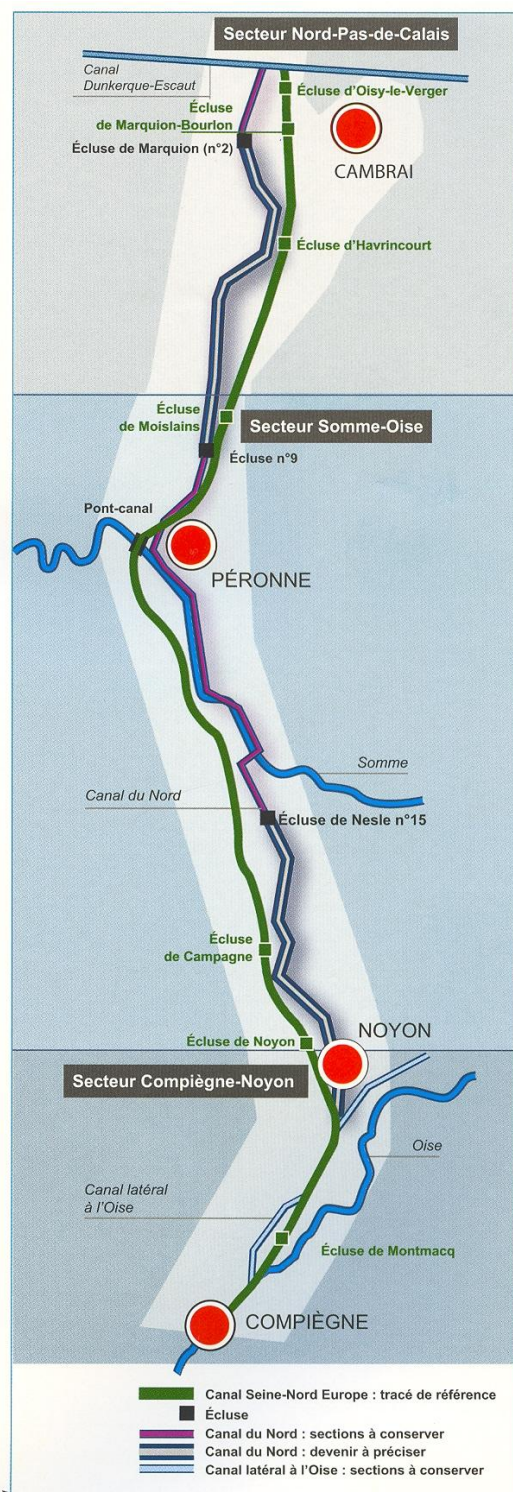 Secteur Nord-Pas-de-Calais
Canal
Dunkerque-Escaut
Écluse d'Oisy-le-Verger
Écluse
de Marquion-Bourlon
Écluse de Marquion (n°2)
CAMBRAI
Écluse d'Havrincourt
Écluse
de Moislains
Secteur Somme-Oise
Écluse n°9
Pont-canal
PÉRONNE
Somme
Canal du Nord
Écluse de Nesle n°15
Écluse
de Campagne
NOYON
Écluse de Noyon
Secteur Compiègne-Noyon
Oise
Canal latéral
à l'Oise
Écluse de Montmacq
COMPIÈGNE
Canal Seine-Nord Europe : tracé de référence
Écluse
Canal du Nord : sections à conserver
Canal du Nord : devenir à préciser
Canal latéral à l'Oise : sections à conserver